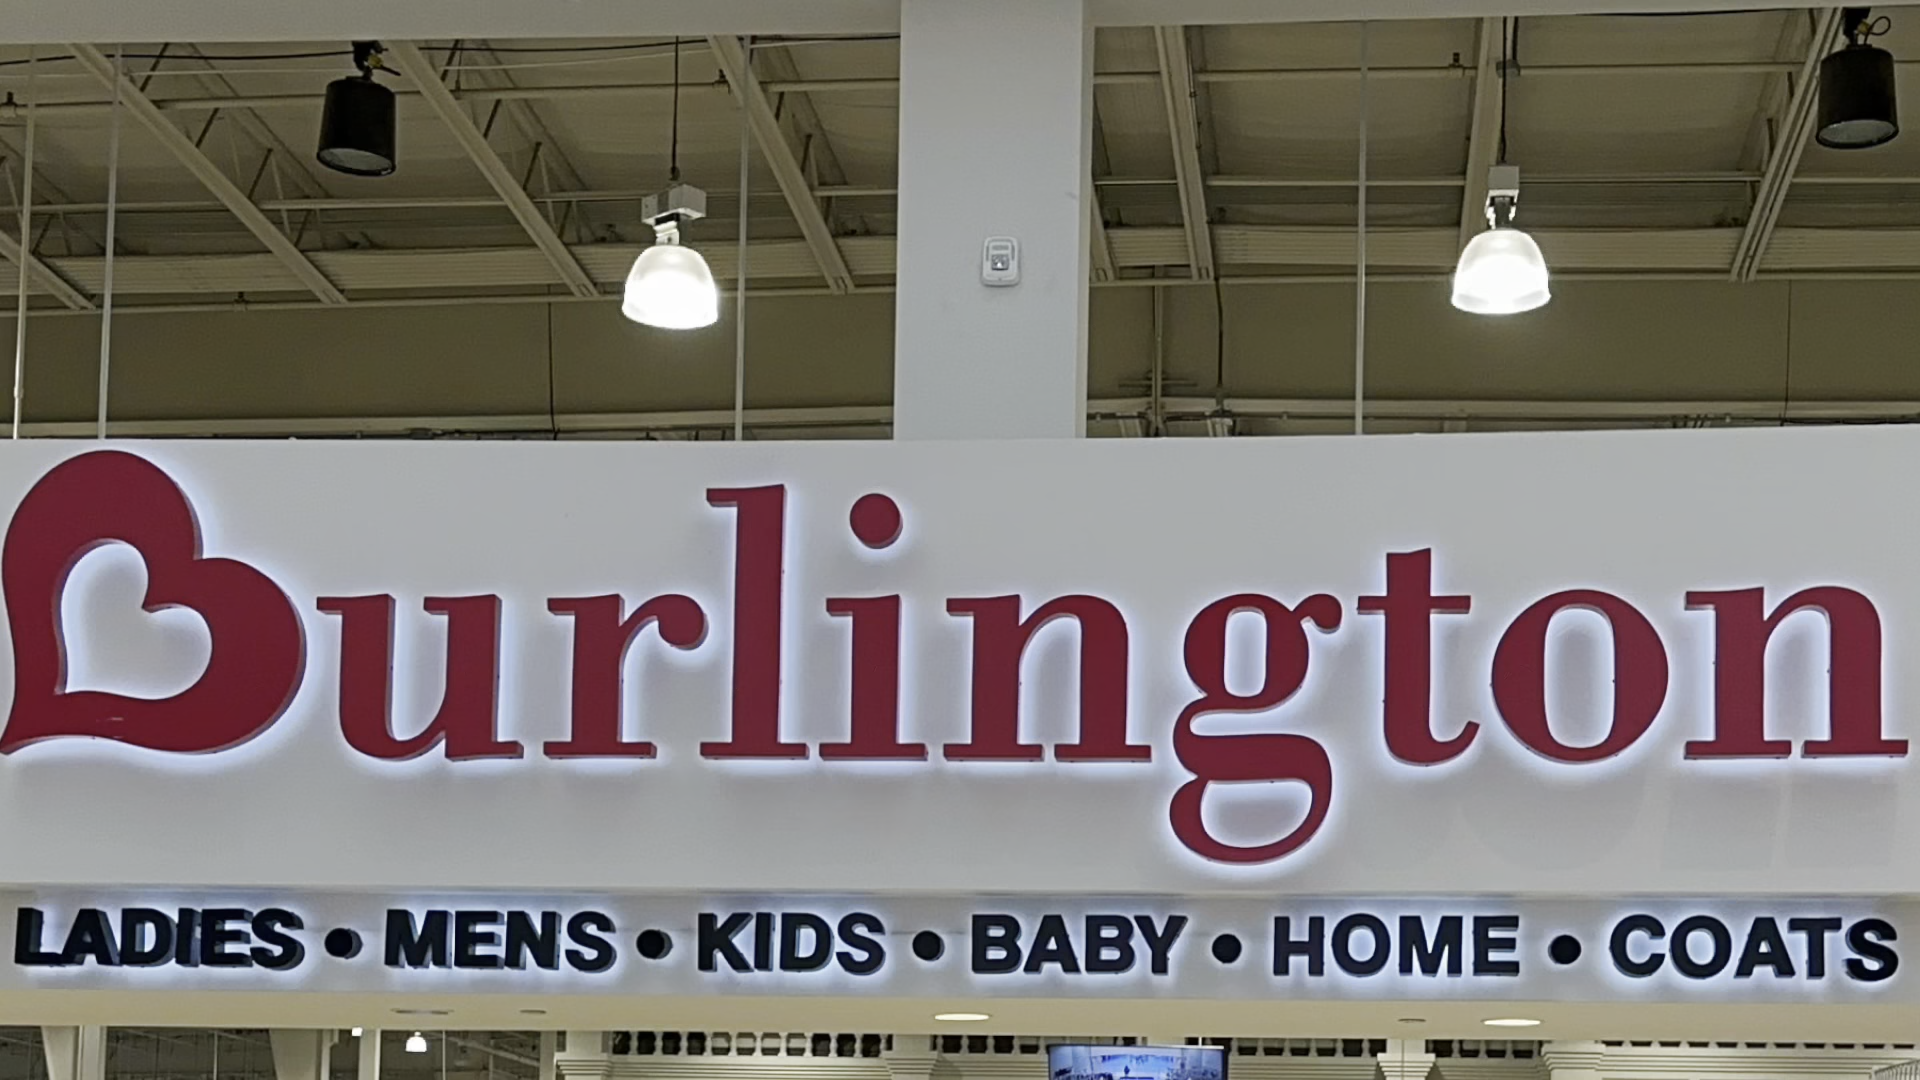 Burlington
LADIES • MENS • KIDS • BABY • HOME • COATS